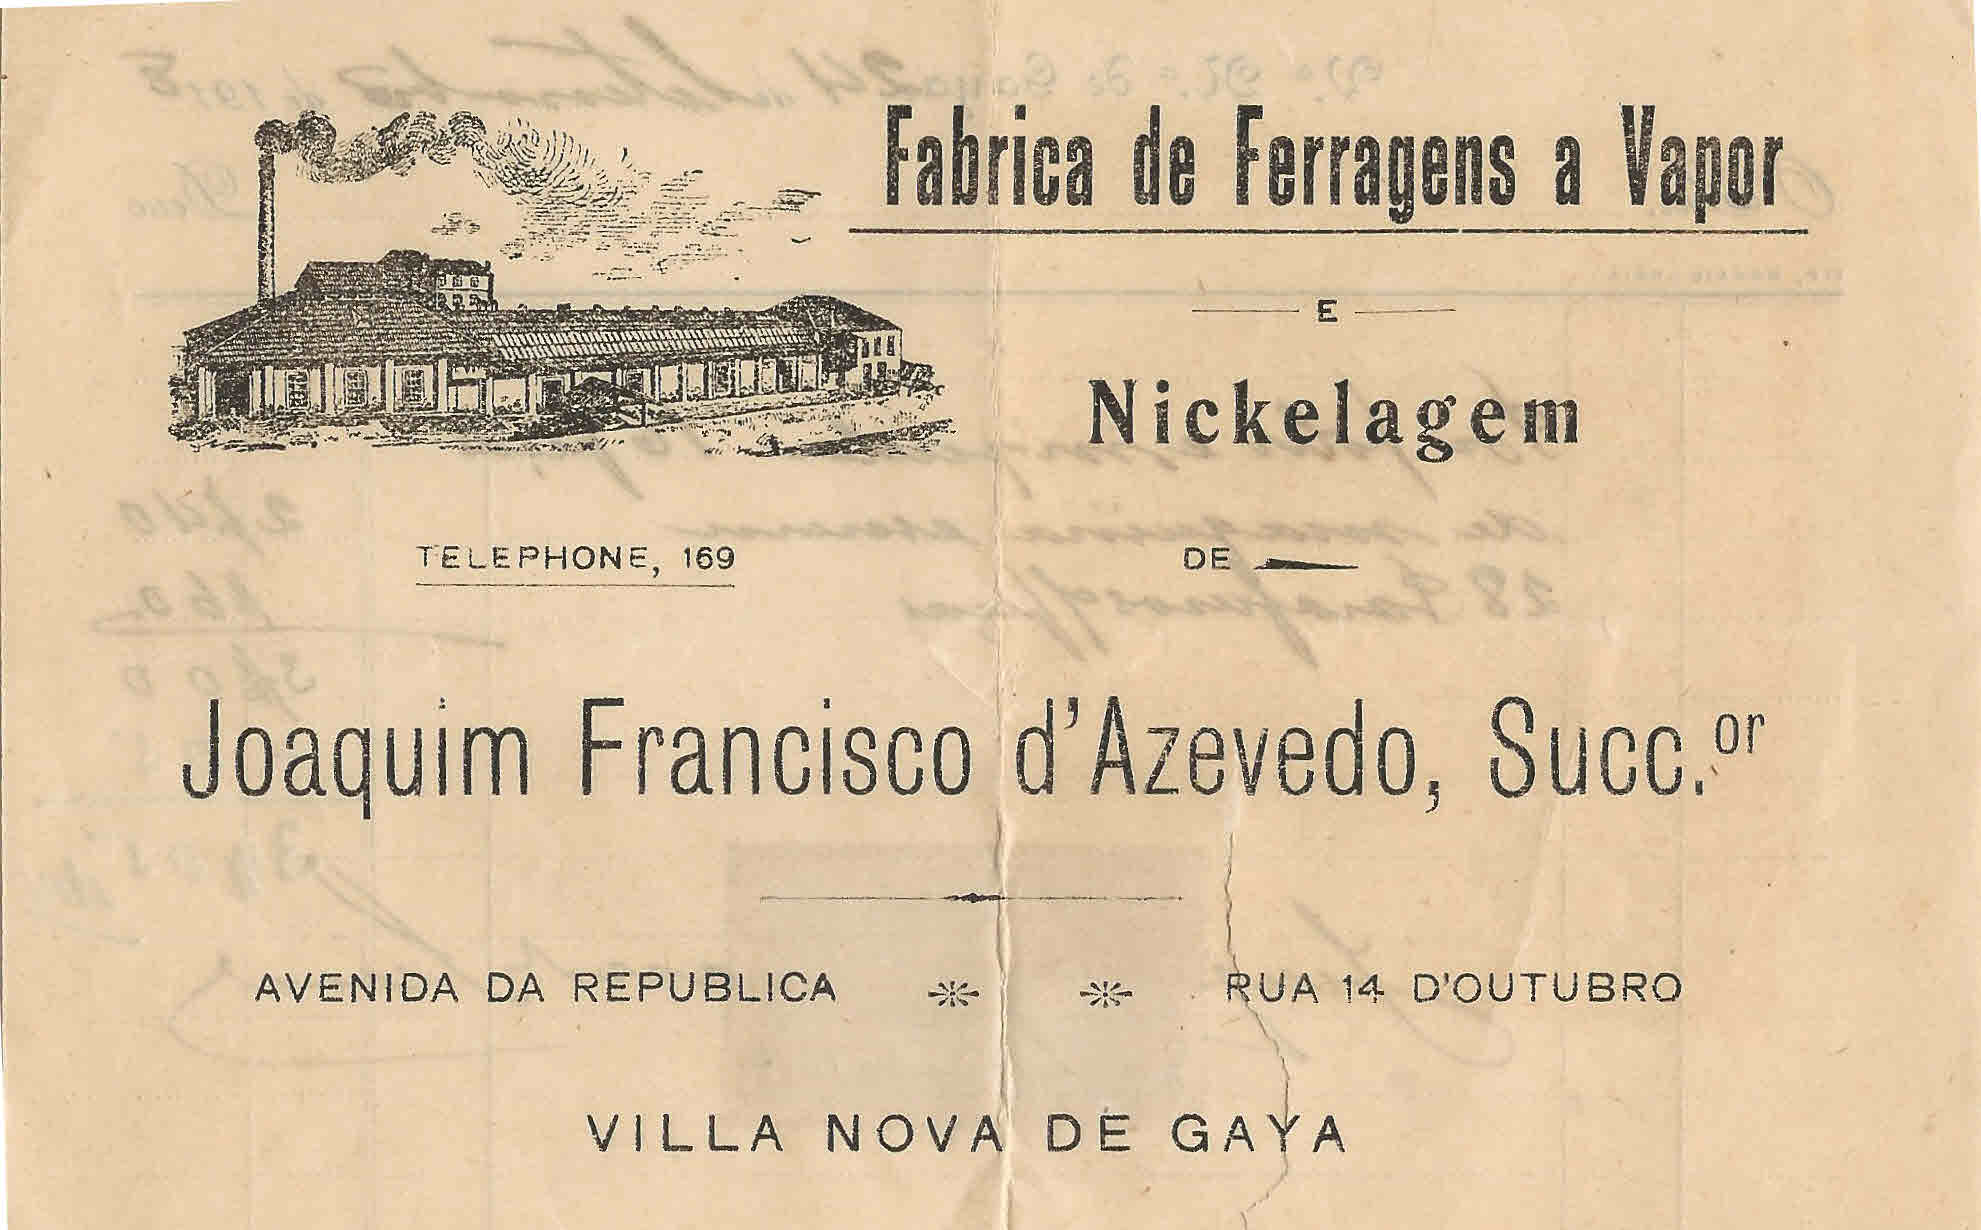 Fabrica de Ferragens a Vapor
E
Nickelagem
TELEPHONE, 169
DE
Joaquim Francisco d'Azevedo, Succ.or
AVENIDA DA REPUBLICA
RUA 14 D'OUTUBRO
VILLA NOVA DE GAYA